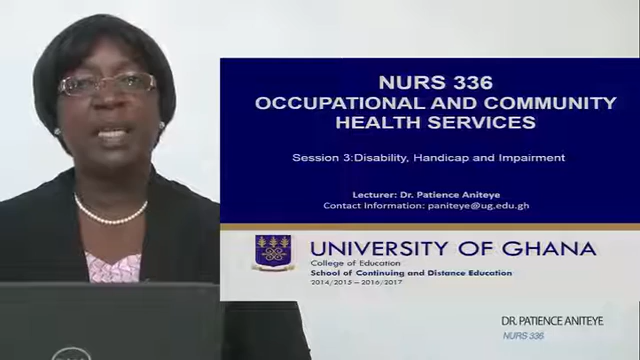 NURS 336
OCCUPATIONAL AND COMMUNITY
HEALTH SERVICES
Session 3:Disability, Handicap and Impairment
Lecturer: Dr. Patience Aniteye
Contact Information: paniteye@ug.edu.gh
UNIVERSITY OF GHANA
College of Education
School of Continuing and Distance Education
2014/2015 – 2016/2017
DR. PATIENCE ANITEYE
NURS 336